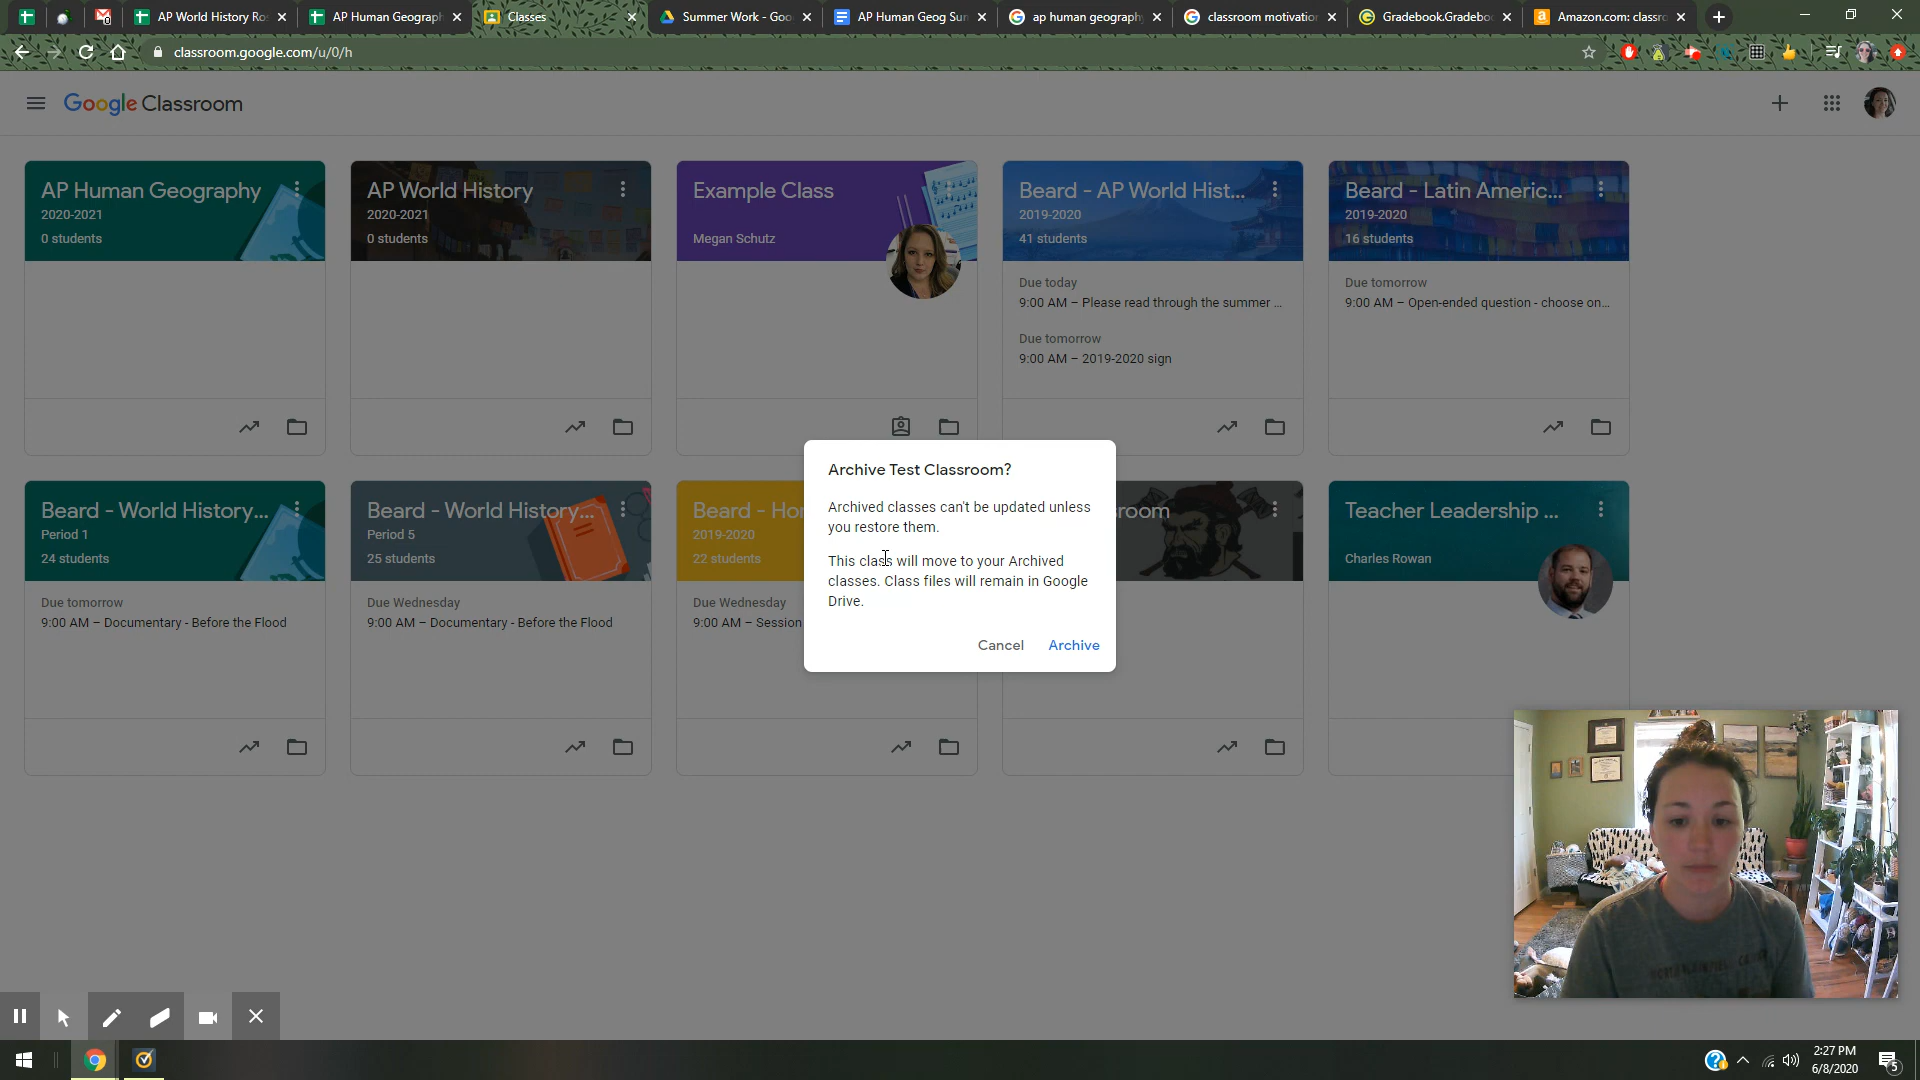 AP World History Ro
AP Human Geograph
Classes
Summer Work - Goo
AP Human Geog Sun
ap human geography
classroom motivation
Gradebook.Gradebo
Amazon.com: classro
classroom.google.com/u/0/h
Google Classroom
AP Human Geography
2020-2021
0 students
AP World History
2020-2021
0 students
Example Class
Megan Schutz
Beard - AP World Hist...
2019-2020
41 students
Due today
9:00 AM – Please read through the summer ...
Due tomorrow
9:00 AM – 2019-2020 sign
Beard - Latin Americ...
2019-2020
16 students
Due tomorrow
9:00 AM – Open-ended question - choose on...
Beard - World History...
Period 1
24 students
Due tomorrow
9:00 AM – Documentary - Before the Flood
Beard - World History...
Period 5
25 students
Due Wednesday
9:00 AM – Documentary - Before the Flood
Beard - Hor
2019-2020
22 students
Due Wednesday
9:00 AM – Session
room
Teacher Leadership ...
Charles Rowan
Archive Test Classroom?
Archived classes can't be updated unless
you restore them.
This class will move to your Archived
classes. Class files will remain in Google
Drive.
Cancel
Archive
2:27 PM
6/8/2020
5